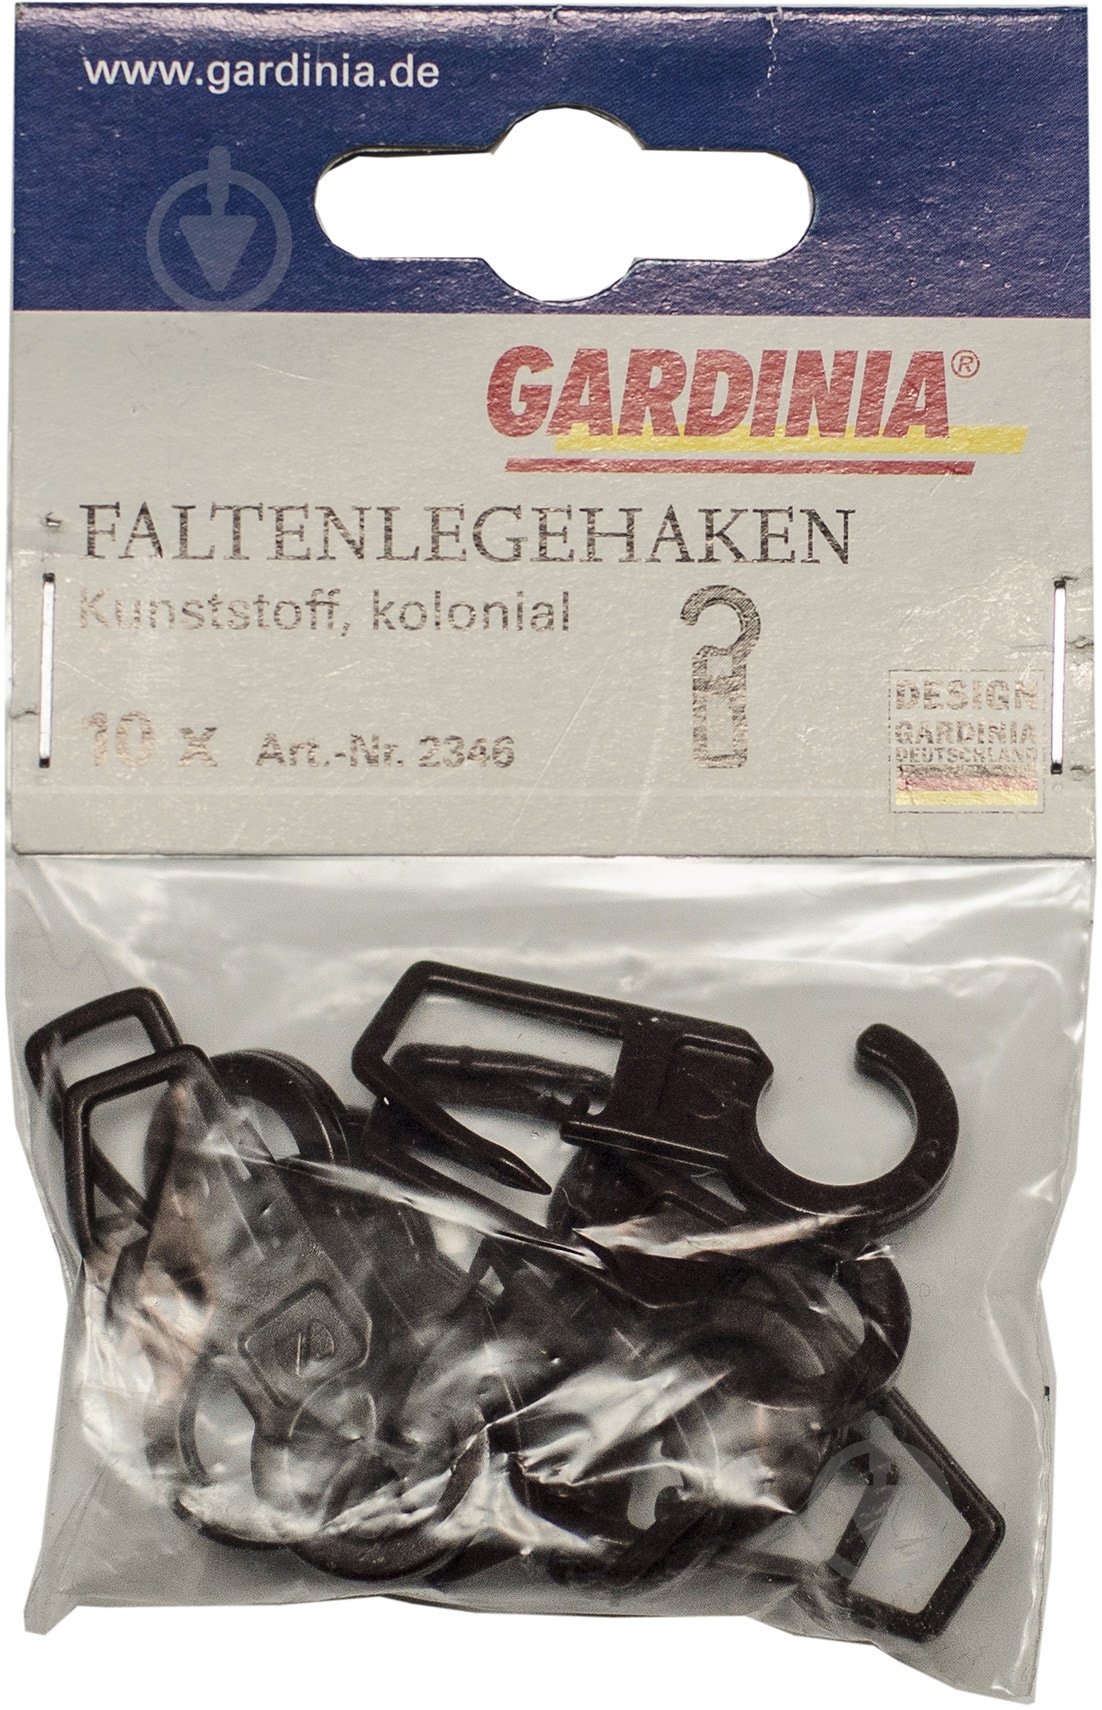 www.gardinia.de
GARDINIA®
FALTENLEGEHAKEN
Kunststoff, kolonial
10 x Art.-Nr. 2346
DESIGN
GARDINIA
DEUTSCHLAND